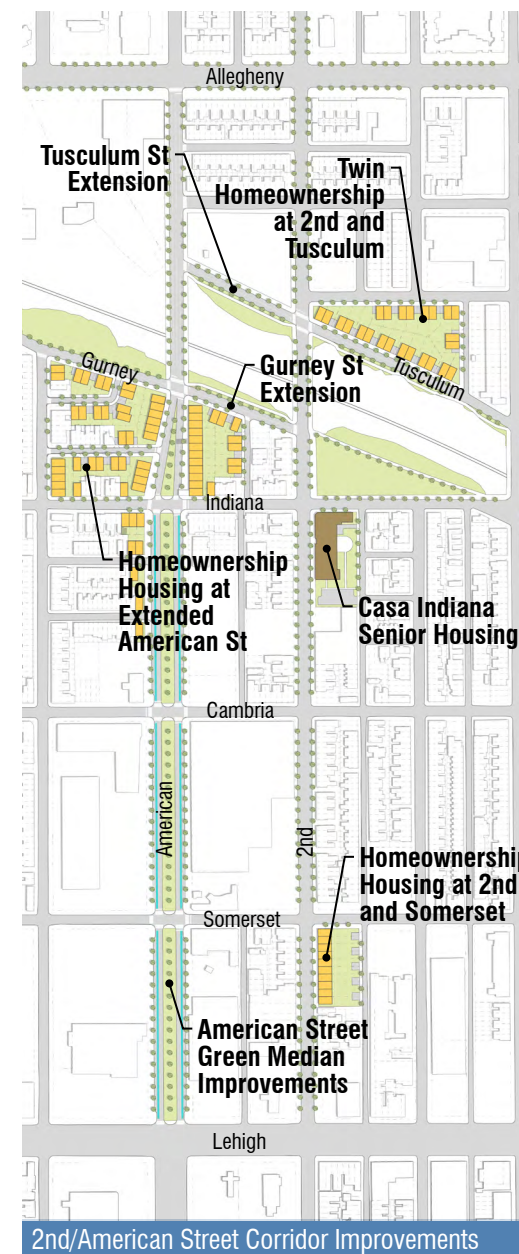 Allegheny
Tusculum St
Extension
Twin
Homeownership
at 2nd and
Tusculum
Gurney
Gurney St
Extension
Tusculum
Indiana
Homeownership
Housing at
Extended
American St
Casa Indiana
Senior Housing
Cambria
American
2nd
Homeownership
Housing at 2nd
and Somerset
Somerset
American Street
Green Median
Improvements
Lehigh
2nd/American Street Corridor Improvements